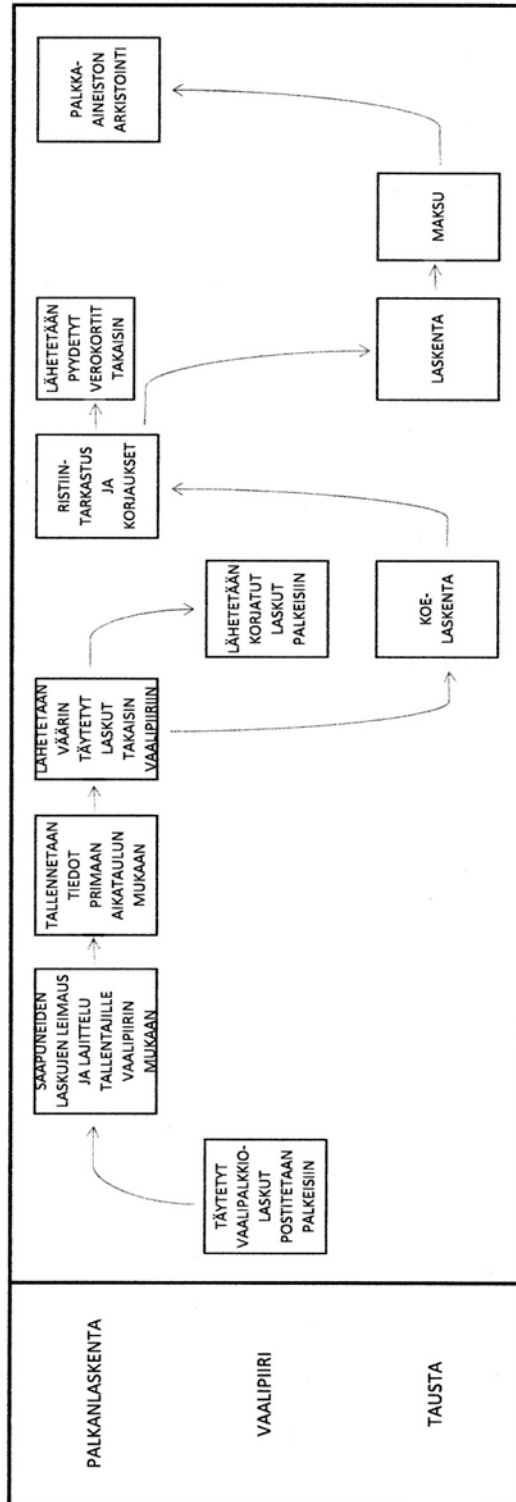 PALKANLASKENTA
SAAPUNEIDEN
LASKUJEN LEIMAUS
JA LAJITTELU
TALLENTAJILLE
VAALIPIIRIN
MUKAAN
TALLENNETAAN
TIEDOT
PRIMAAN
AIKATAULUN
MUKAAN
LÄHETETÄÄN
VÄÄRIN
TÄYTETYT
LASKUT
TAKAISIN
VAALIPIIRIIN
RISTIIN-
TARKASTUS
JA
KORJAUKSET
LÄHETETÄÄN
PYYDETYT
VEROKORTIT
TAKAISIN
PALKKA-
AINEISTON
ARKISTOINTI
VAALIPIIRI
TÄYTETYT
VAALIPALKKIO-
LASKUT
POSTITETAAN
PALKEISIIN
LÄHETETÄÄN
KORJATUT
LASKUT
PALKEISIIN
TAUSTA
KOE-
LASKENTA
LASKENTA
MAKSU